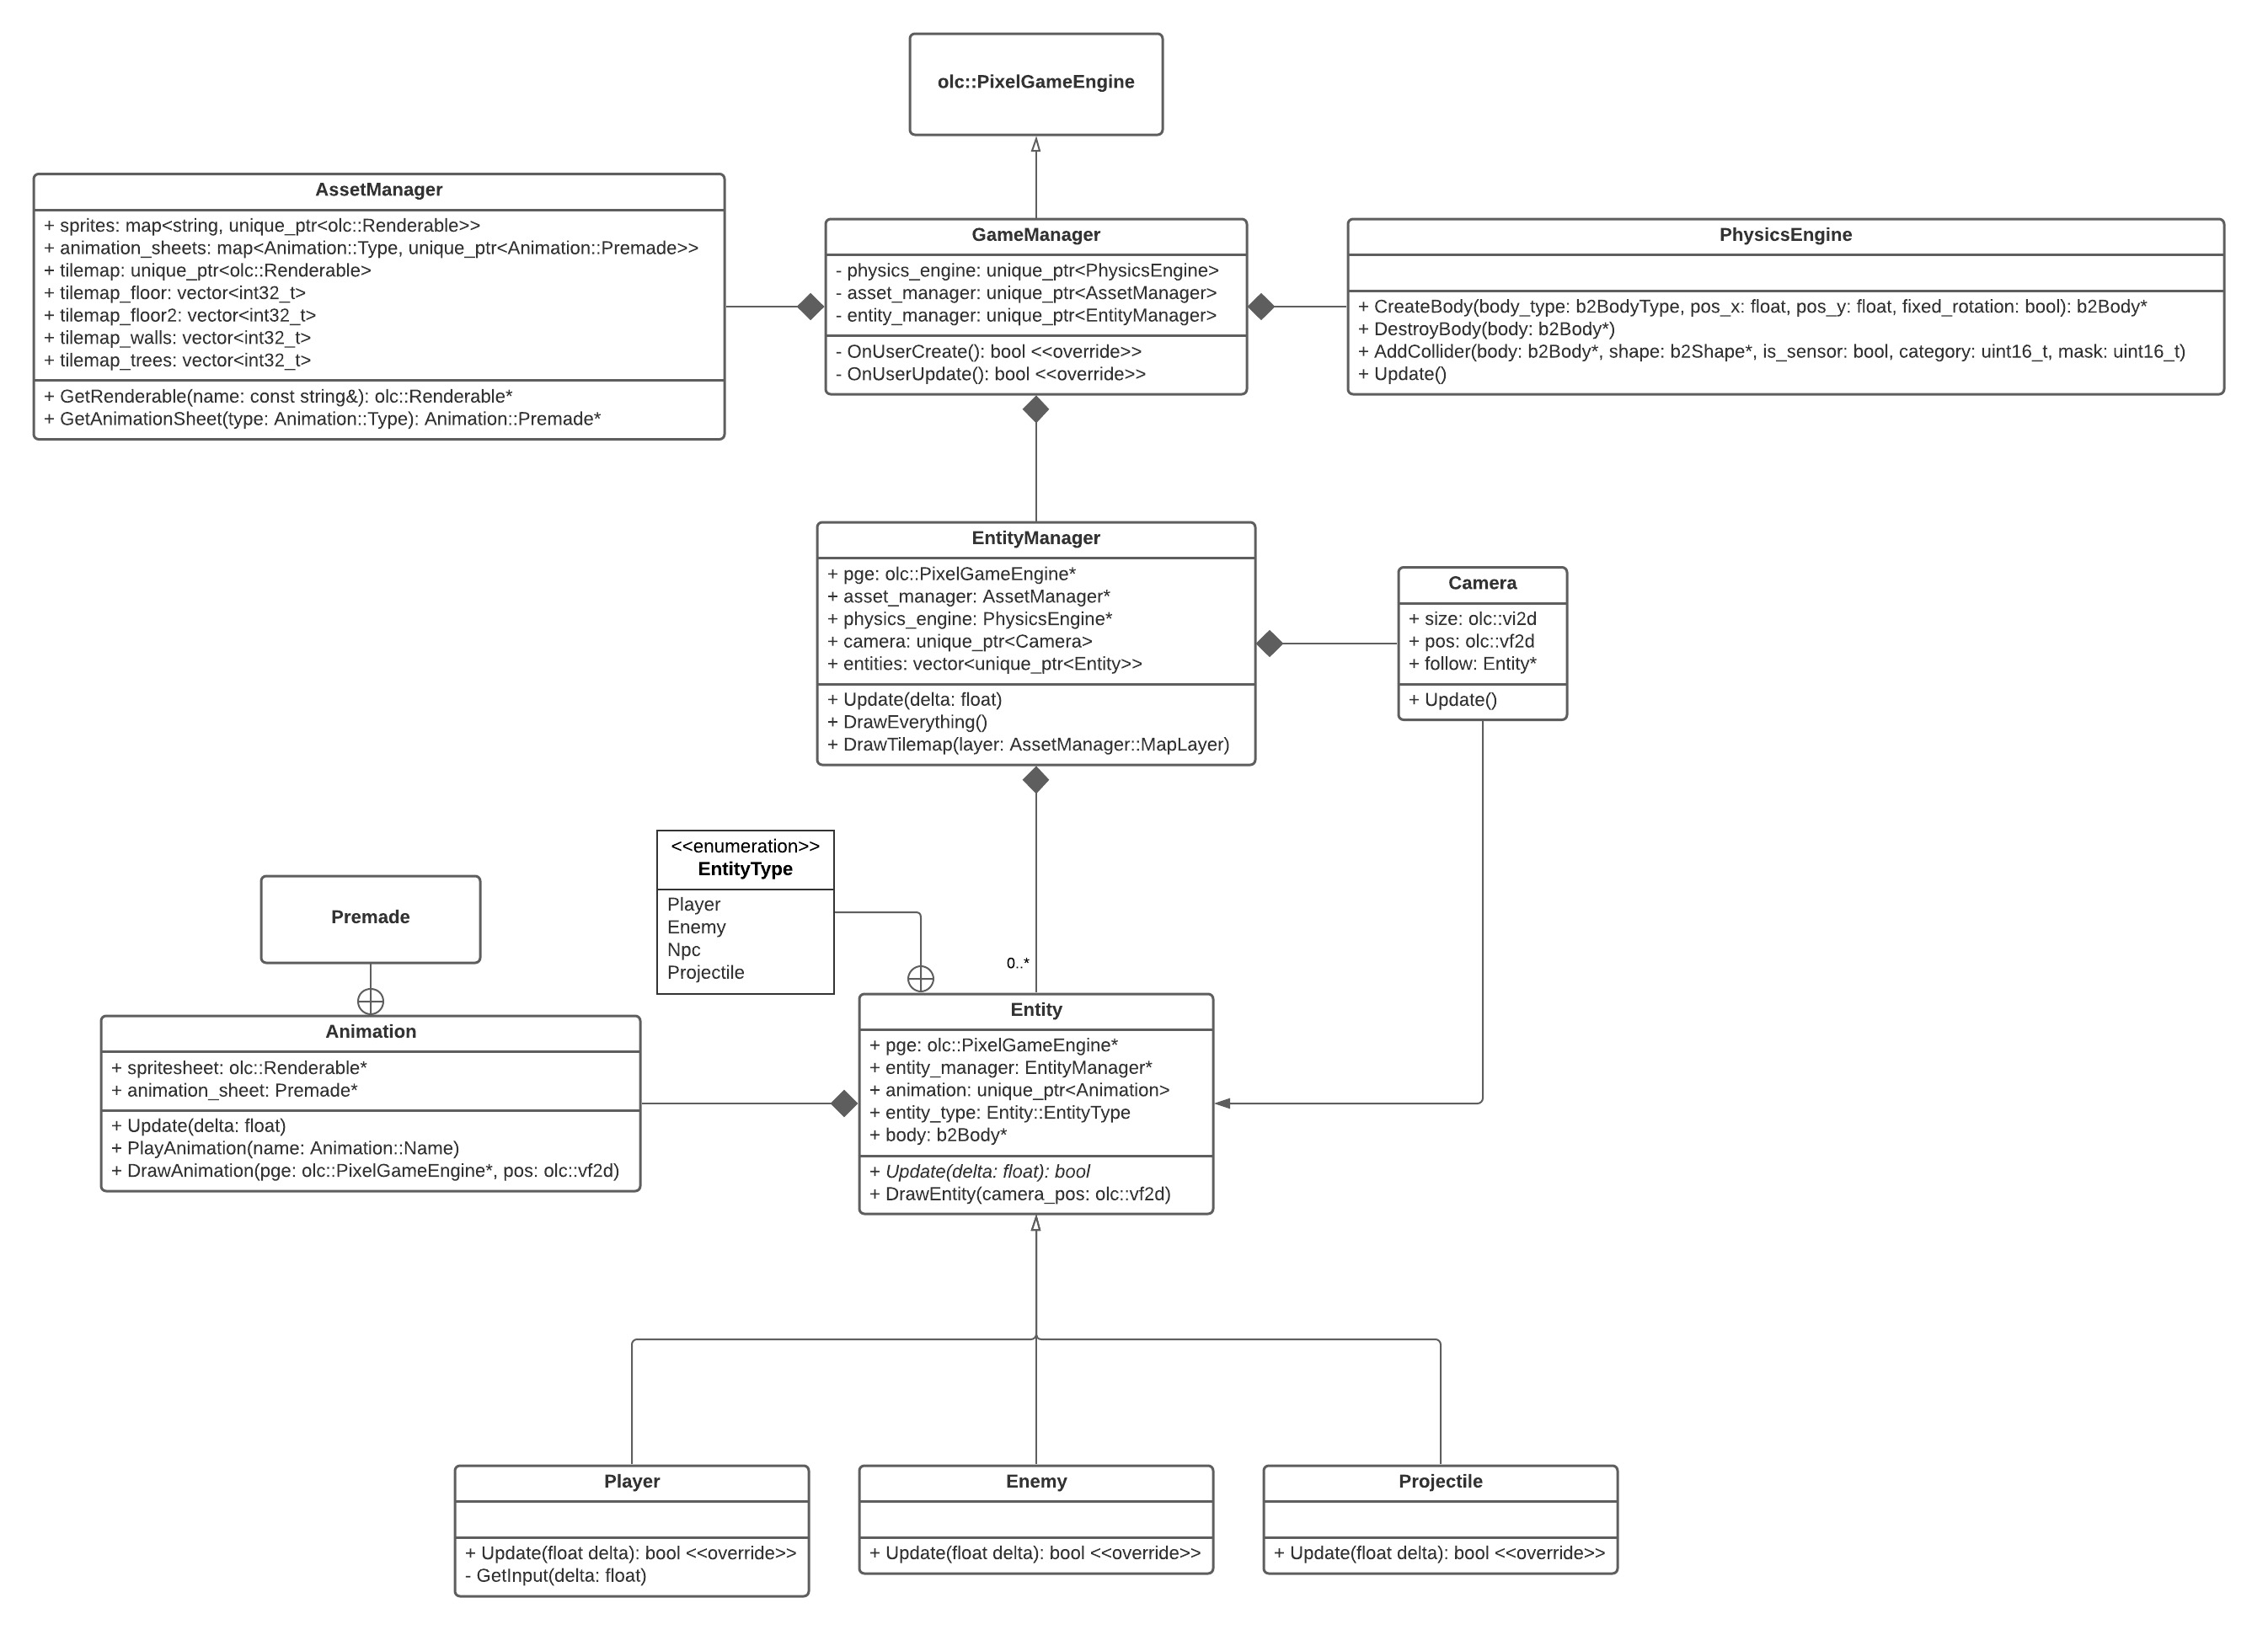 olc::PixelGameEngine
AssetManager
+ sprites: map<string, unique_ptr<olc::Renderable>>
+ animation_sheets: map<Animation::Type, unique_ptr<Animation::Premade>>
+ tilemap: unique_ptr<olc::Renderable>
+ tilemap_floor: vector<int32_t>
+ tilemap_floor2: vector<int32_t>
+ tilemap_walls: vector<int32_t>
+ tilemap_trees: vector<int32_t>
+ GetRenderable(name: const string&): olc::Renderable*
+ GetAnimationSheet(type: Animation::Type): Animation::Premade*
GameManager
- physics_engine: unique_ptr<PhysicsEngine>
- asset_manager: unique_ptr<AssetManager>
- entity_manager: unique_ptr<EntityManager>
- OnUserCreate(): bool <<override>>
- OnUserUpdate(): bool <<override>>
PhysicsEngine
+ CreateBody(body_type: b2BodyType, pos_x: float, pos_y: float, fixed_rotation: bool): b2Body*
+ DestroyBody(body: b2Body*)
+ AddCollider(body: b2Body*, shape: b2Shape*, is_sensor: bool, category: uint16_t, mask: uint16_t)
+ Update()
EntityManager
+ pge: olc::PixelGameEngine*
+ asset_manager: AssetManager*
+ physics_engine: PhysicsEngine*
+ camera: unique_ptr<Camera>
+ entities: vector<unique_ptr<Entity>>
+ Update(delta: float)
+ DrawEverything()
+ DrawTilemap(layer: AssetManager::MapLayer)
Camera
+ size: olc::vi2d
+ pos: olc::vf2d
+ follow: Entity*
+ Update()
<<enumeration>>
EntityType
Player
Enemy
Npc
Projectile
0..*
Premade
Animation
+ spritesheet: olc::Renderable*
+ animation_sheet: Premade*
+ Update(delta: float)
+ PlayAnimation(name: Animation::Name)
+ DrawAnimation(pge: olc::PixelGameEngine*, pos: olc::vf2d)
Entity
+ pge: olc::PixelGameEngine*
+ entity_manager: EntityManager*
+ animation: unique_ptr<Animation>
+ entity_type: Entity::EntityType
+ body: b2Body*
+ Update(delta: float): bool
+ DrawEntity(camera_pos: olc::vf2d)
Player
+ Update(float delta): bool <<override>>
- GetInput(delta: float)
Enemy
+ Update(float delta): bool <<override>>
Projectile
+ Update(float delta): bool <<override>>